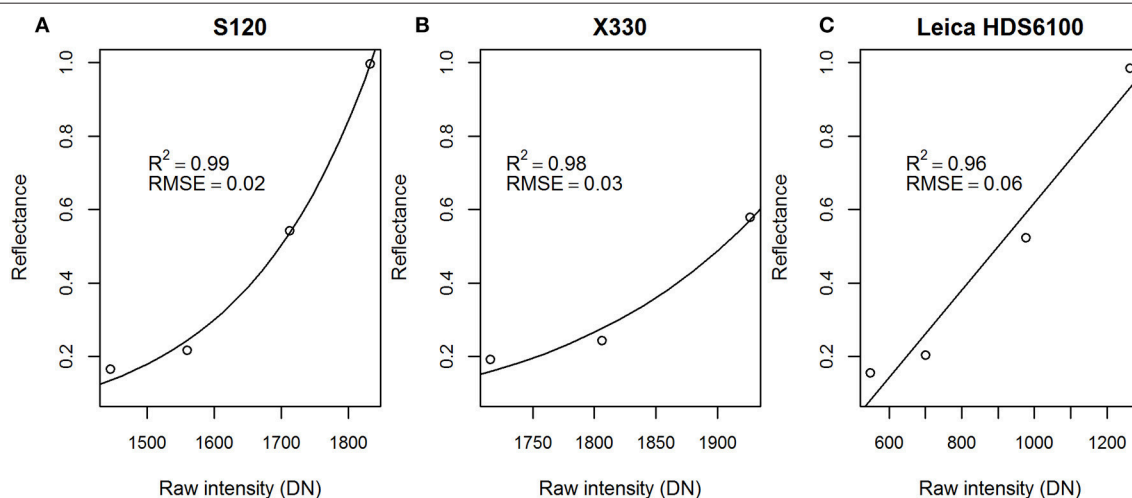 A
S120
B
X330
C
Leica HDS6100
R² = 0.99
RMSE = 0.02
R² = 0.98
RMSE = 0.03
R² = 0.96
RMSE = 0.06
Reflectance
1.0
0.8
0.6
0.4
0.2
Reflectance
1.0
0.8
0.6
0.4
0.2
Reflectance
1.0
0.8
0.6
0.4
0.2
1500 1600 1700 1800
1750 1800 1850 1900
600 800 1000 1200
Raw intensity (DN)
Raw intensity (DN)
Raw intensity (DN)